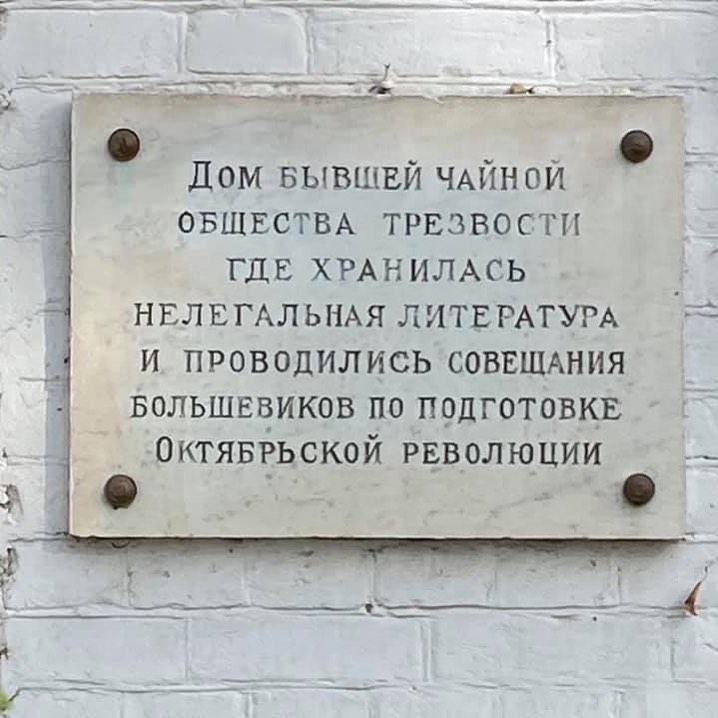 Дом бывшей чайной
общества трезвости
где хранилась
нелегальная литература
и проводились совещания
большевиков по подготовке
Октябрьской революции